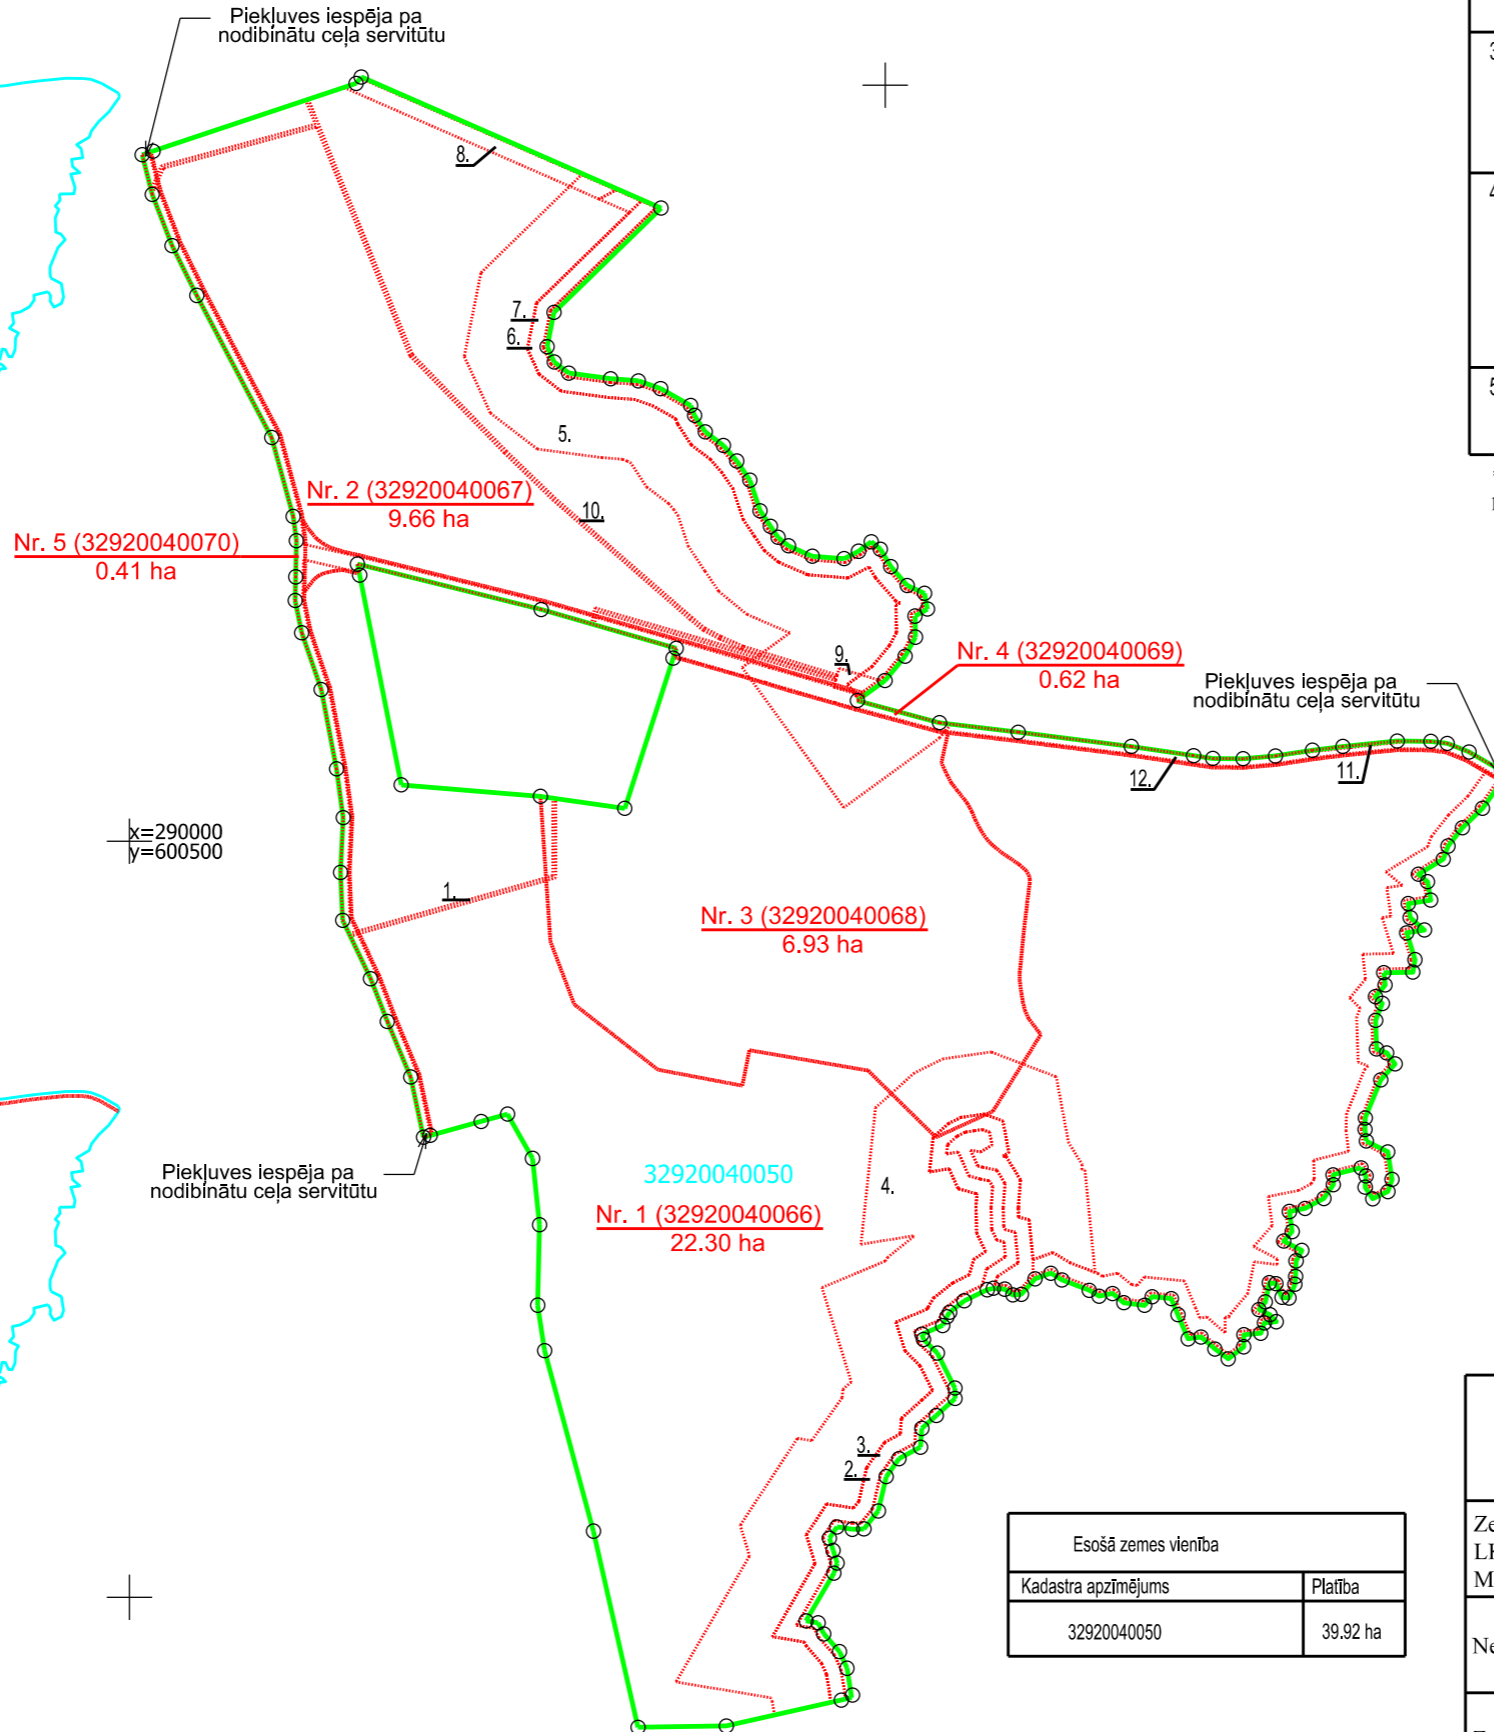 Piekļuves iespēja pa
nodibinātu ceļa servitūtu
8.
7.
6.
5.
Nr. 2 (32920040067)
9.66 ha
10.
Nr. 5 (32920040070)
0.41 ha
9.
Nr. 4 (32920040069)
0.62 ha
Piekļuves iespēja pa
nodibinātu ceļa servitūtu
12.
11.
x=290000
y=600500
1.
Nr. 3 (32920040068)
6.93 ha
Piekļuves iespēja pa
nodibinātu ceļa servitūtu
32920040050
4.
Nr. 1 (32920040066)
22.30 ha
3.
2.
Esošā zemes vienība
Kadastra apzīmējums
Platība
32920040050
39.92 ha